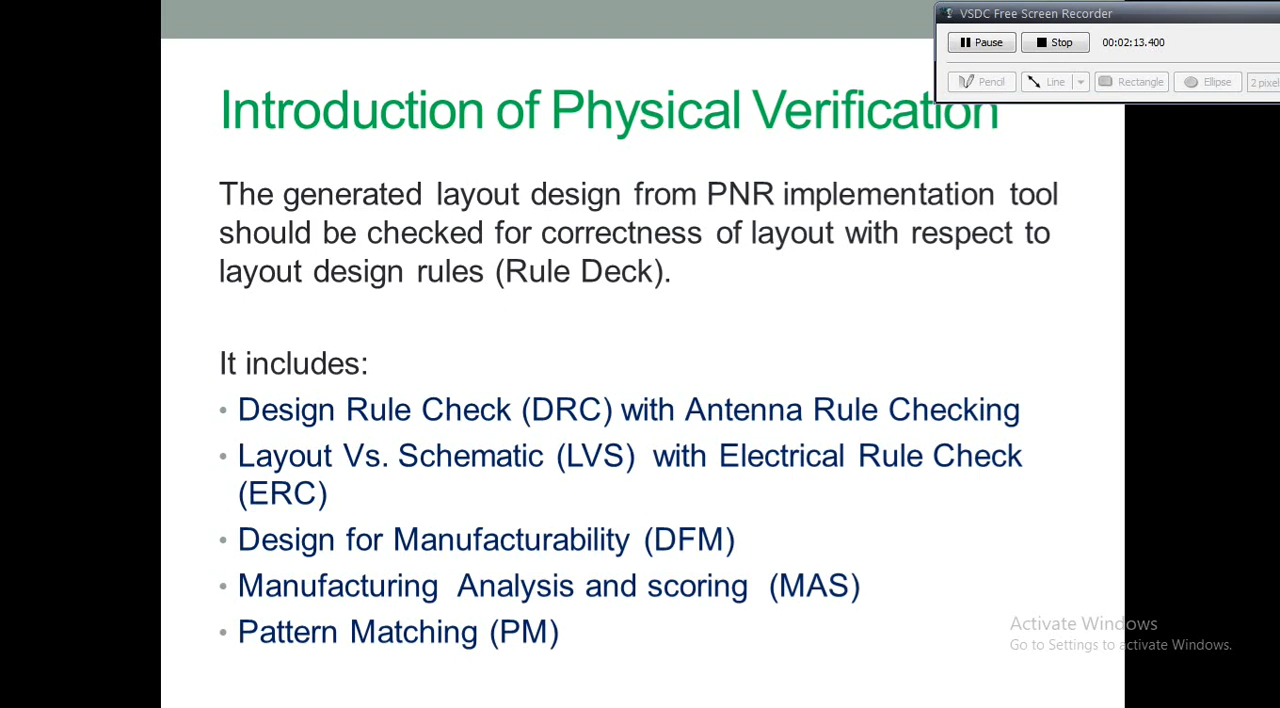 VSDC Free Screen Recorder
Pause Stop 00:02:13.400
Pencil Line Rectangle Ellipse 2 pixel
Introduction of Physical Verification
The generated layout design from PNR implementation tool
should be checked for correctness of layout with respect to
layout design rules (Rule Deck).
It includes:
• Design Rule Check (DRC) with Antenna Rule Checking
• Layout Vs. Schematic (LVS) with Electrical Rule Check
(ERC)
• Design for Manufacturability (DFM)
• Manufacturing Analysis and scoring (MAS)
• Pattern Matching (PM)
Activate Windows
Go to Settings to activate Windows.